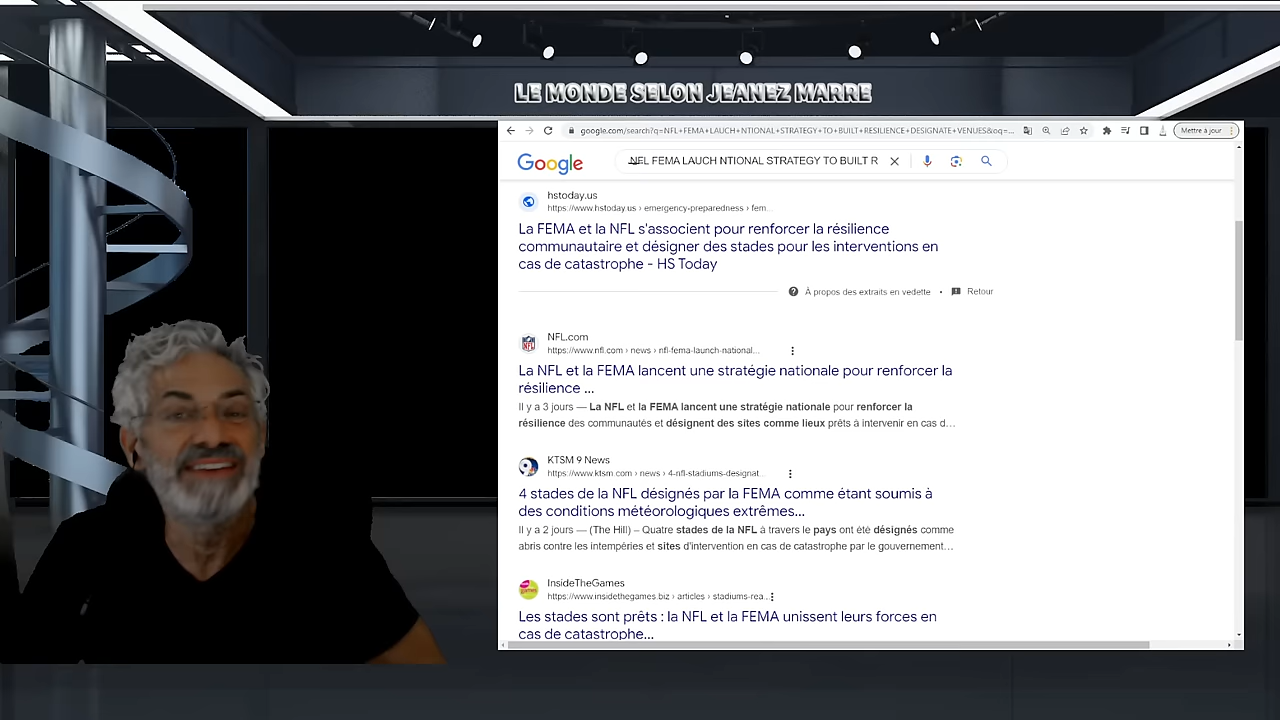 LE MONDE SELON JEANEZ MARRE
google.com/search?q=NFL+FEMA+LAUCH+NTIONAL+STRATEGY+TO+BUILT+RESILIENCE+DESIGNATE+VENUES&oq=...
Mettre à jour
Google
NFL FEMA LAUCH NTIONAL STRATEGY TO BUILT R
hstoday.us
https://www.hstoday.us › emergency-preparedness › fem...
La FEMA et la NFL s'associent pour renforcer la résilience
communautaire et désigner des stades pour les interventions en
cas de catastrophe - HS Today
À propos des extraits en vedette • Retour
NFL.com
https://www.nfl.com › news › nfl-fema-launch-national...
La NFL et la FEMA lancent une stratégie nationale pour renforcer la
résilience ...
Il y a 3 jours — La NFL et la FEMA lancent une stratégie nationale pour renforcer la
résilience des communautés et désignent des sites comme lieux prêts à intervenir en cas d...
KTSM 9 News
https://www.ktsm.com › news › 4-nfl-stadiums-designat...
4 stades de la NFL désignés par la FEMA comme étant soumis à
des conditions météorologiques extrêmes...
Il y a 2 jours — (The Hill) – Quatre stades de la NFL à travers le pays ont été désignés comme
abris contre les intempéries et sites d'intervention en cas de catastrophe par le gouvernement...
InsideTheGames
https://www.insidethegames.biz › articles › stadiums-rea...
Les stades sont prêts : la NFL et la FEMA unissent leurs forces en
cas de catastrophe...